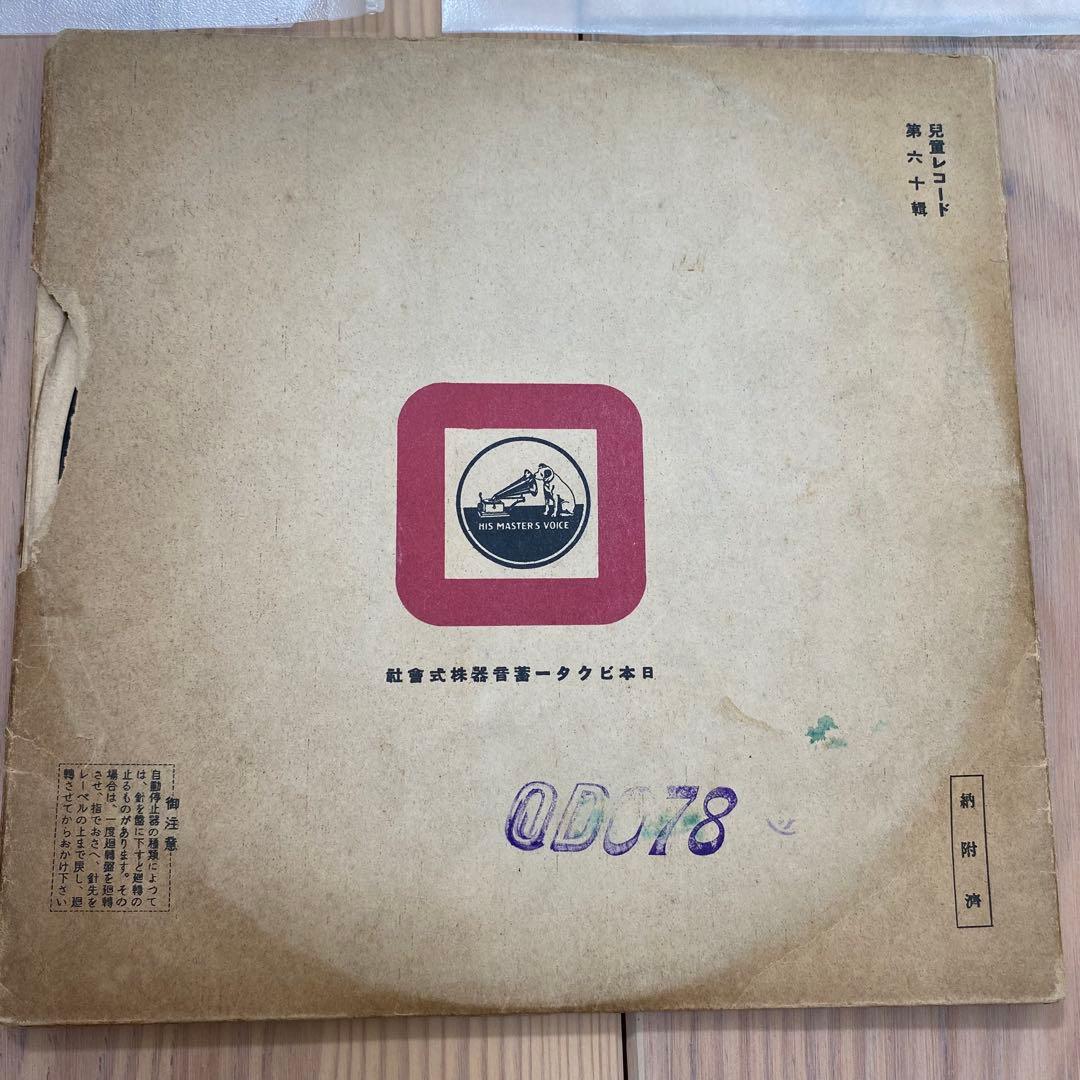 兒童レコード
第六十輯
HIS MASTERS VOICE
日本ビクター蓄音器株式會社
@D078
納附濟
御注意
自動停止器の種類によつて
は、針を盤に下すと廻轉の
止るものがあります。その
場合は、一度廻轉盤を廻轉
させ、指でおさへ、針先を
レーベルの上まで戾し、廻
轉させてからおかけ下さい